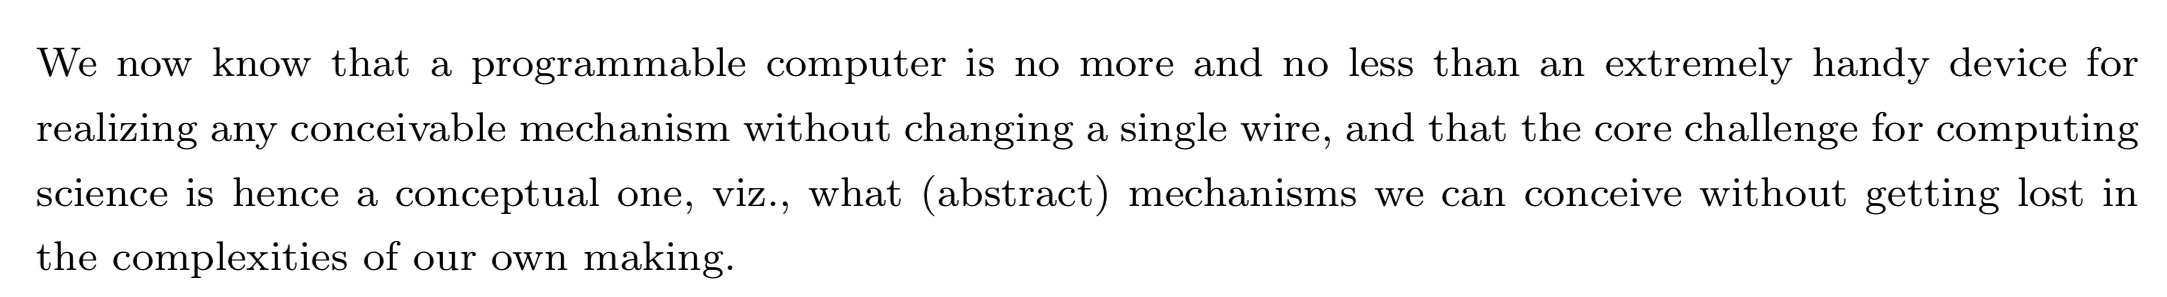 We now know that a programmable computer is no more and no less than an extremely handy device for
realizing any conceivable mechanism without changing a single wire, and that the core challenge for computing
science is hence a conceptual one, viz., what (abstract) mechanisms we can conceive without getting lost in
the complexities of our own making.